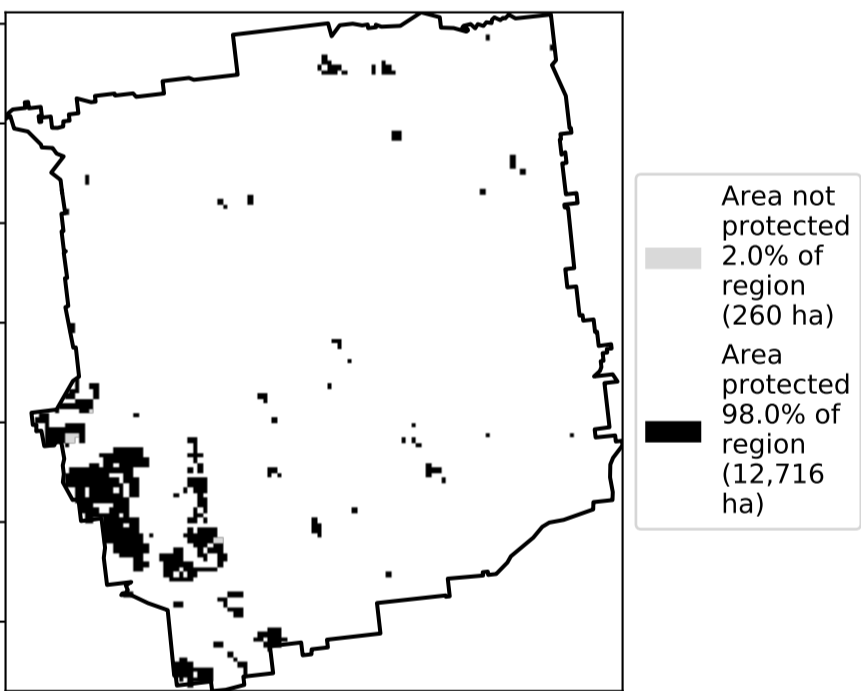 Area not
protected
2.0% of
region
(260 ha)
Area
protected
98.0% of
region
(12,716
ha)